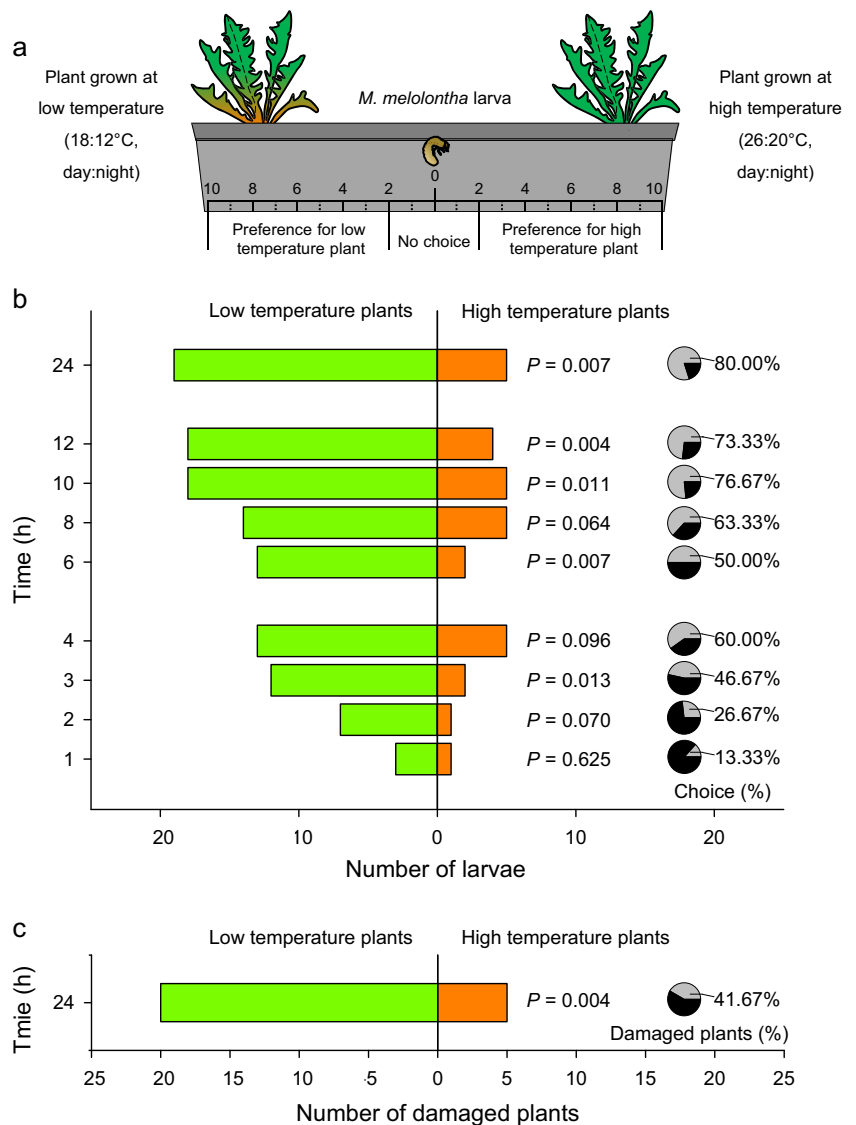 a
Plant grown at
low temperature
(18:12°C,
day:night)
M. melolontha larva
Plant grown at
high temperature
(26:20°C,
day:night)
0
10 8 6 4 2 2 4 6 8 10
Preference for low
temperature plant
No choice
Preference for high
temperature plant
b
Low temperature plants High temperature plants
24 P = 0.007 80.00%
12 P = 0.004 73.33%
10 P = 0.011 76.67%
8 P = 0.064 63.33%
6 P = 0.007 50.00%
4 P = 0.096 60.00%
3 P = 0.013 46.67%
2 P = 0.070 26.67%
1 P = 0.625 13.33%
Choice (%)
Time (h)
20 10 0 10 20
Number of larvae
c
Low temperature plants High temperature plants
24 P = 0.004 41.67%
Damaged plants (%)
Tmie (h)
25 20 15 10 5 0 5 10 15 20 25
Number of damaged plants